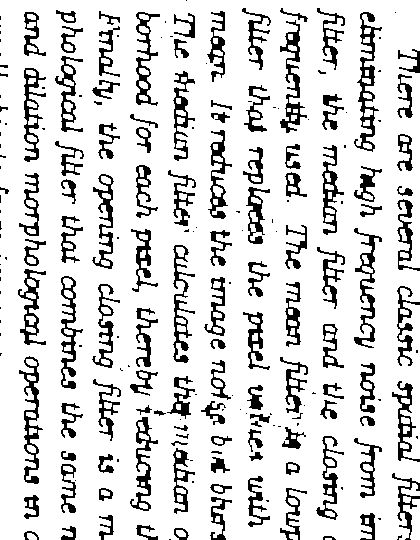 There are several classic spatial filters
eliminating high frequency noise from im
filter, the median filter and the closing o
frequently used. The mean filter is a lowp
filter that replaces the pixel values with
mean. It reduces the image noise but blurs
The median filter calculates the median o
borhood for each pixel, thereby reducing th
Finally, the opening closing filter is a m
phological filter that combines the same n
and dilation morphological operations in o